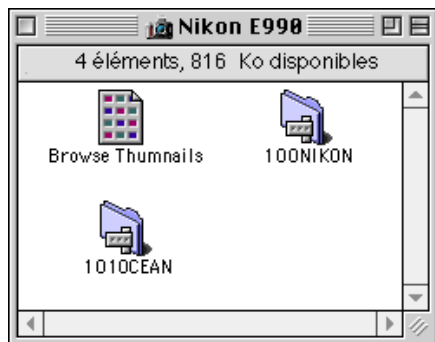 Nikon E990
4 éléments, 816 Ko disponibles
Browse Thumnails
100NIKON
101OCEAN